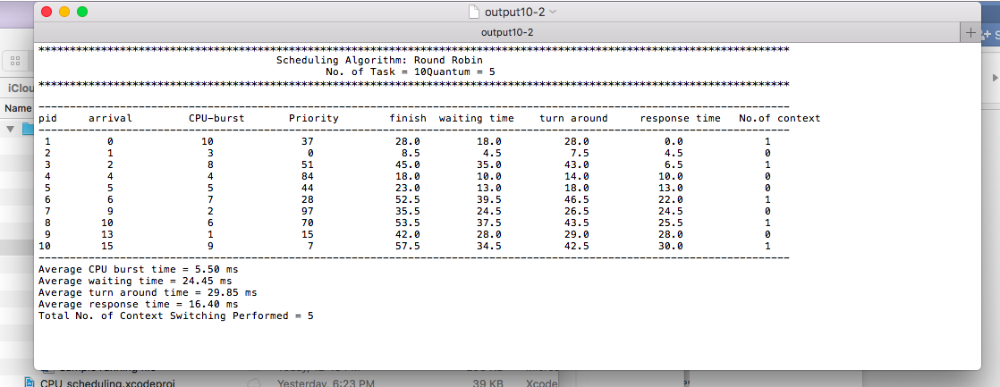 output10-2
output10-2
************************************************************************************************************************
Scheduling Algorithm: Round Robin
No. of Task = 10Quantum = 5
************************************************************************************************************************
------------------------------------------------------------------------------------------------------------------------
pid arrival CPU-burst Priority finish waiting time turn around response time No.of context
------------------------------------------------------------------------------------------------------------------------
1 0 10 37 28.0 18.0 28.0 0.0 1
2 1 3 0 8.5 4.5 7.5 4.5 0
3 2 8 51 45.0 35.0 43.0 6.5 1
4 4 4 84 18.0 10.0 14.0 10.0 0
5 5 5 44 23.0 13.0 18.0 13.0 0
6 6 7 28 52.5 39.5 46.5 22.0 1
7 9 2 97 35.5 24.5 26.5 24.5 0
8 10 6 70 53.5 37.5 43.5 25.5 1
9 13 1 15 42.0 28.0 29.0 28.0 0
10 15 9 7 57.5 34.5 42.5 30.0 1
------------------------------------------------------------------------------------------------------------------------
Average CPU burst time = 5.50 ms
Average waiting time = 24.45 ms
Average turn around time = 29.85 ms
Average response time = 16.40 ms
Total No. of Context Switching Performed = 5
iClou
Name
CPU_scheduling.xcodeproj Yesterday, 6:23 PM 39 KB Xcode